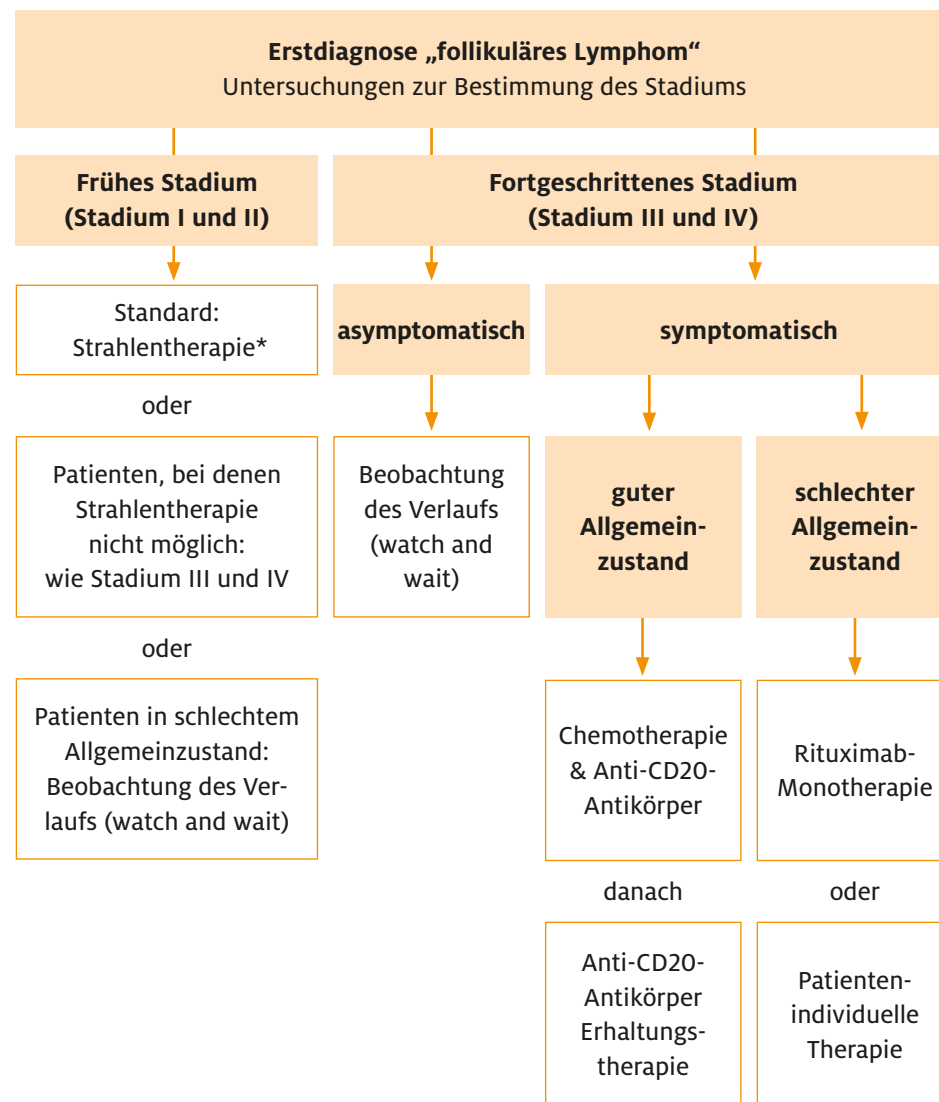 Erstdiagnose „follikuläres Lymphom“
Untersuchungen zur Bestimmung des Stadiums
Frühes Stadium
(Stadium I und II)
Fortgeschrittenes Stadium
(Stadium III und IV)
Standard:
Strahlentherapie*
oder
Patienten, bei denen
Strahlentherapie
nicht möglich:
wie Stadium III und IV
oder
Patienten in schlechtem
Allgemeinzustand:
Beobachtung des Ver-
laufs (watch and wait)
asymptomatisch
Beobachtung
des Verlaufs
(watch and
wait)
symptomatisch
guter
Allgemein-
zustand
Chemotherapie
& Anti-CD20-
Antikörper
danach
Anti-CD20-
Antikörper
Erhaltungs-
therapie
schlechter
Allgemein-
zustand
Rituximab-
Monotherapie
oder
Patienten-
individuelle
Therapie